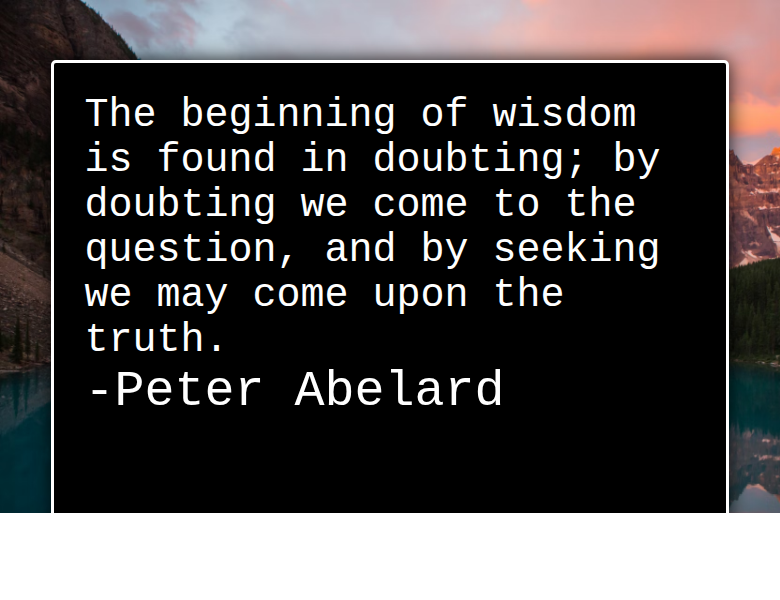 The beginning of wisdom
is found in doubting; by
doubting we come to the
question, and by seeking
we may come upon the
truth.
-Peter Abelard